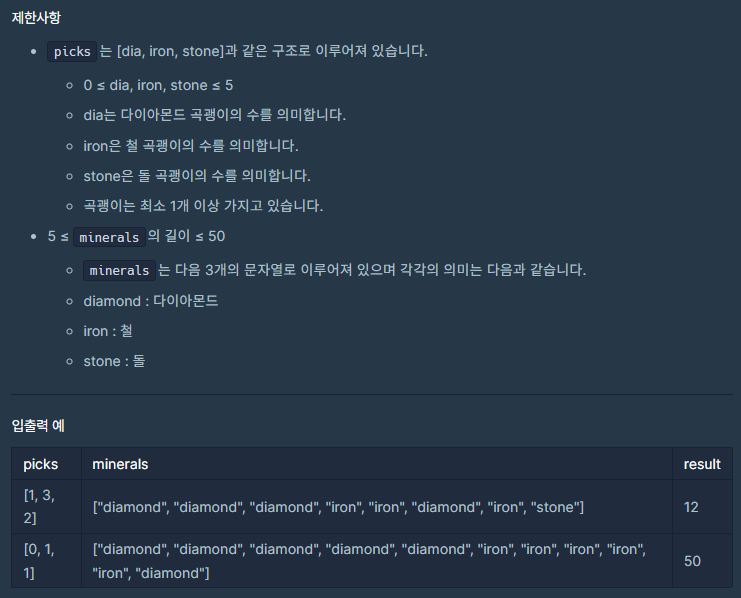 제한사항
picks 는 [dia, iron, stone]과 같은 구조로 이루어져 있습니다.
0 ≤ dia, iron, stone ≤ 5
dia는 다이아몬드 곡괭이의 수를 의미합니다.
iron은 철 곡괭이의 수를 의미합니다.
stone은 돌 곡괭이의 수를 의미합니다.
곡괭이는 최소 1개 이상 가지고 있습니다.
5 ≤ minerals 의 길이 ≤ 50
minerals 는 다음 3개의 문자열로 이루어져 있으며 각각의 의미는 다음과 같습니다.
diamond : 다이아몬드
iron : 철
stone : 돌
입출력 예
picks minerals result
[1, 3, 2] ["diamond", "diamond", "diamond", "iron", "iron", "diamond", "iron", "stone"] 12
[0, 1, 1] ["diamond", "diamond", "diamond", "diamond", "diamond", "iron", "iron", "iron", "iron",
"iron", "diamond"] 50